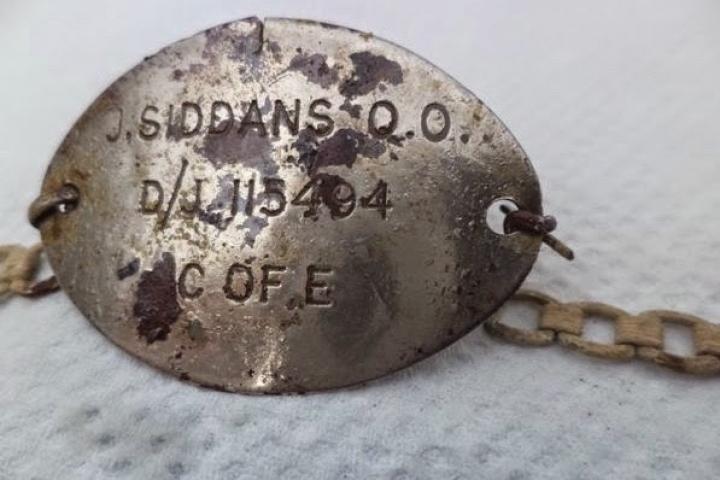 J.SIDDANS O.O.
D/J.115494
C OF E